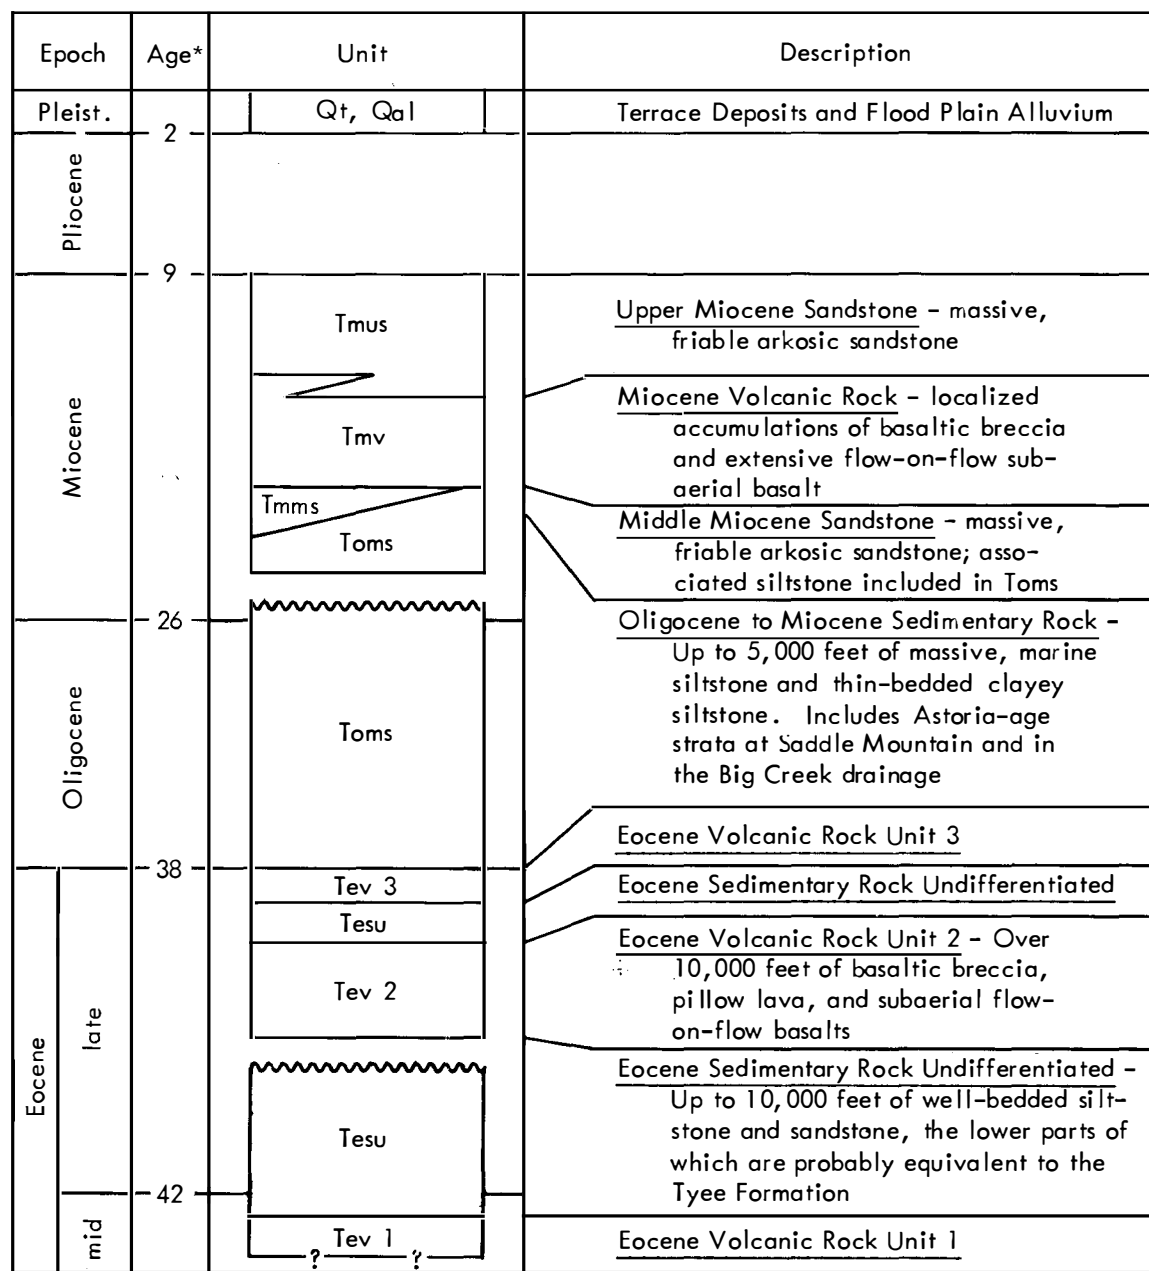 Epoch Age* Unit Description
Pleist. Qt, Qal Terrace Deposits and Flood Plain Alluvium
2
Pliocene
9
Miocene
Tmus
Upper Miocene Sandstone - massive,
friable arkosic sandstone
Tmv
Miocene Volcanic Rock - localized
accumulations of basaltic breccia
and extensive flow-on-flow sub-
aerial basalt
Tmms
Toms
Middle Miocene Sandstone - massive,
friable arkosic sandstone; asso-
ciated siltstone included in Toms
26
Oligocene
Toms
Oligocene to Miocene Sedimentary Rock -
Up to 5,000 feet of massive, marine
siltstone and thin-bedded clayey
siltstone. Includes Astoria-age
strata at Saddle Mountain and in
the Big Creek drainage
Eocene Volcanic Rock Unit 3
38
Eocene
late
Tev 3
Eocene Sedimentary Rock Undifferentiated
Tesu
Tev 2
Eocene Volcanic Rock Unit 2 - Over
10,000 feet of basaltic breccia,
pillow lava, and subaerial flow-
on-flow basalts
Tesu
Eocene Sedimentary Rock Undifferentiated -
Up to 10,000 feet of well-bedded silt-
stone and sandstone, the lower parts of
which are probably equivalent to the
Tyee Formation
42
mid
Tev 1
? ?
Eocene Volcanic Rock Unit 1